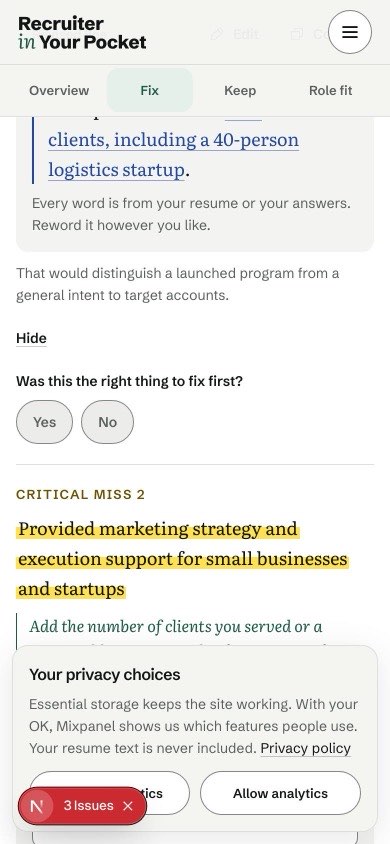 Recruiter
in Your Pocket
Edit
Overview
Fix
Keep
Role fit
clients, including a 40-person
logistics startup.
Every word is from your resume or your answers.
Reword it however you like.
That would distinguish a launched program from a
general intent to target accounts.
Hide
Was this the right thing to fix first?
Yes
No
CRITICAL MISS 2
Provided marketing strategy and
execution support for small businesses
and startups
Add the number of clients you served or a
Your privacy choices
Essential storage keeps the site working. With your
OK, Mixpanel shows us which features people use.
Your resume text is never included. Privacy policy
Allow analytics
N
3 Issues